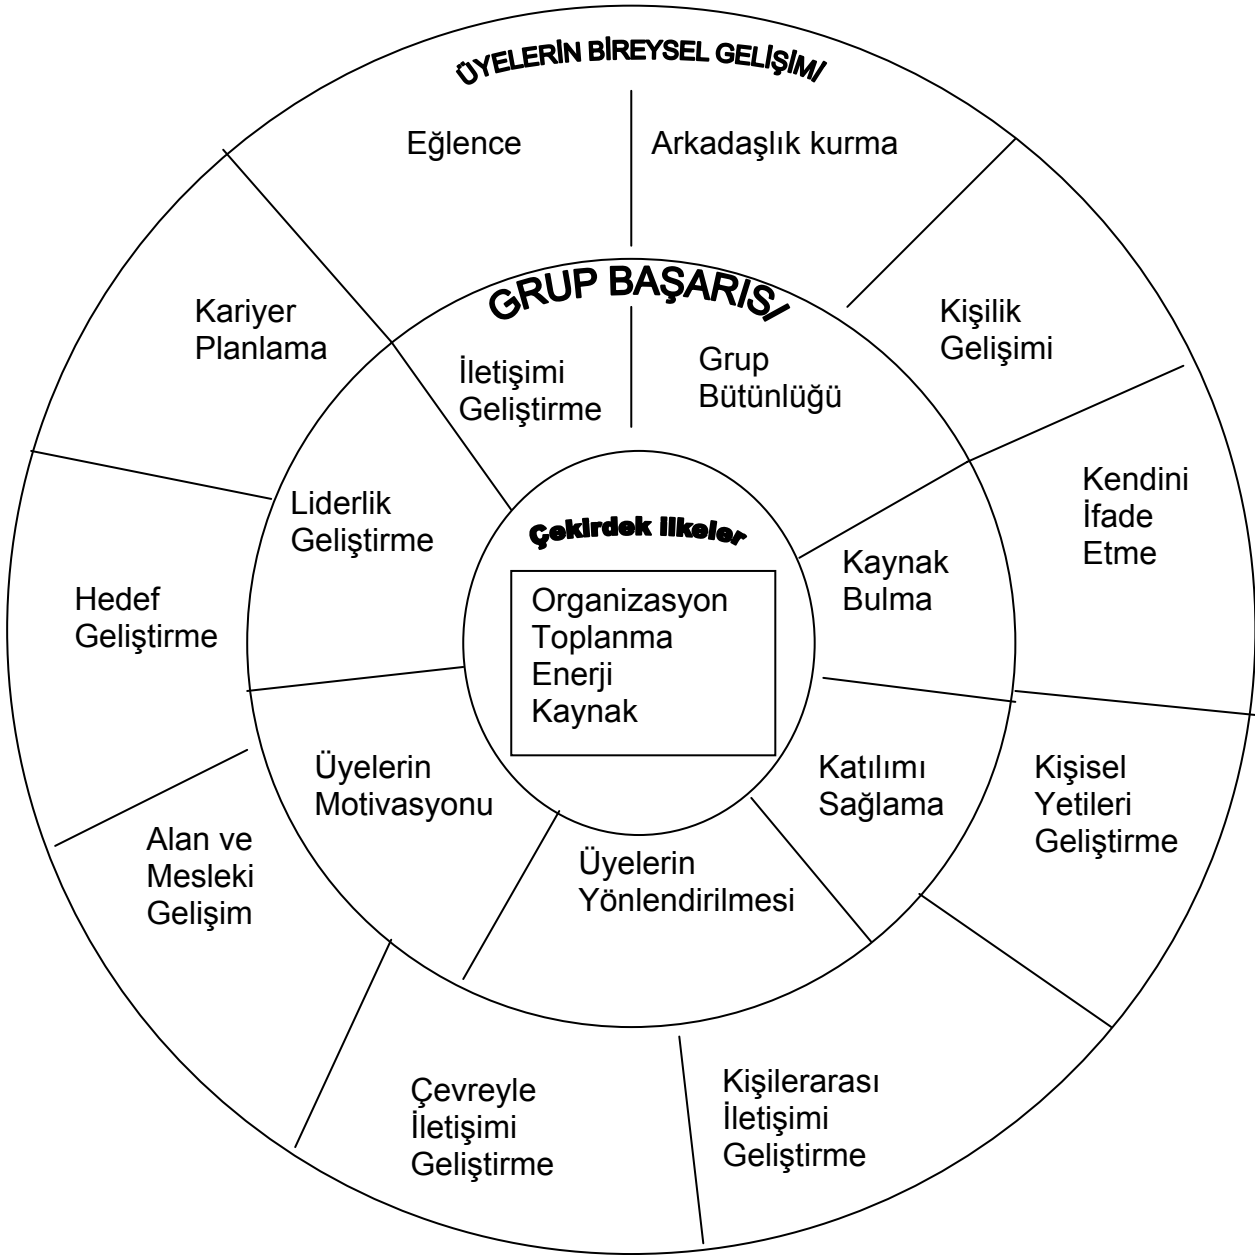 ÜYELERİN BİREYSEL GELİŞİMİ
Eğlence
Arkadaşlık kurma
Kişilik
Gelişimi
Kendini
İfade
Etme
Kişisel
Yetileri
Geliştirme
Kişilerarası
İletişimi
Geliştirme
Çevreyle
İletişimi
Geliştirme
Alan ve
Mesleki
Gelişim
Hedef
Geliştirme
Kariyer
Planlama
GRUP BAŞARISI
İletişimi
Geliştirme
Grup
Bütünlüğü
Kaynak
Bulma
Katılımı
Sağlama
Üyelerin
Yönlendirilmesi
Üyelerin
Motivasyonu
Liderlik
Geliştirme
Çekirdek İlkeler
Organizasyon
Toplanma
Enerji
Kaynak